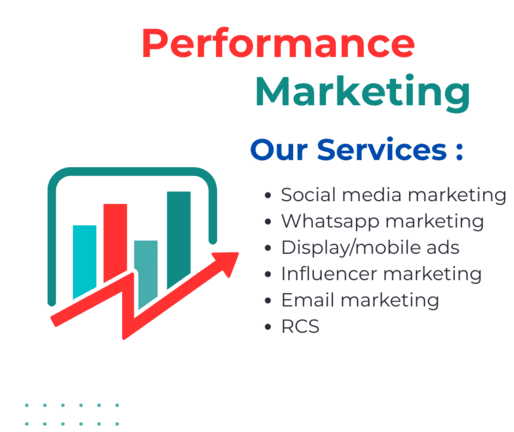 Performance
Marketing
Our Services :
• Social media marketing
• Whatsapp marketing
• Display/mobile ads
• Influencer marketing
• Email marketing
• RCS